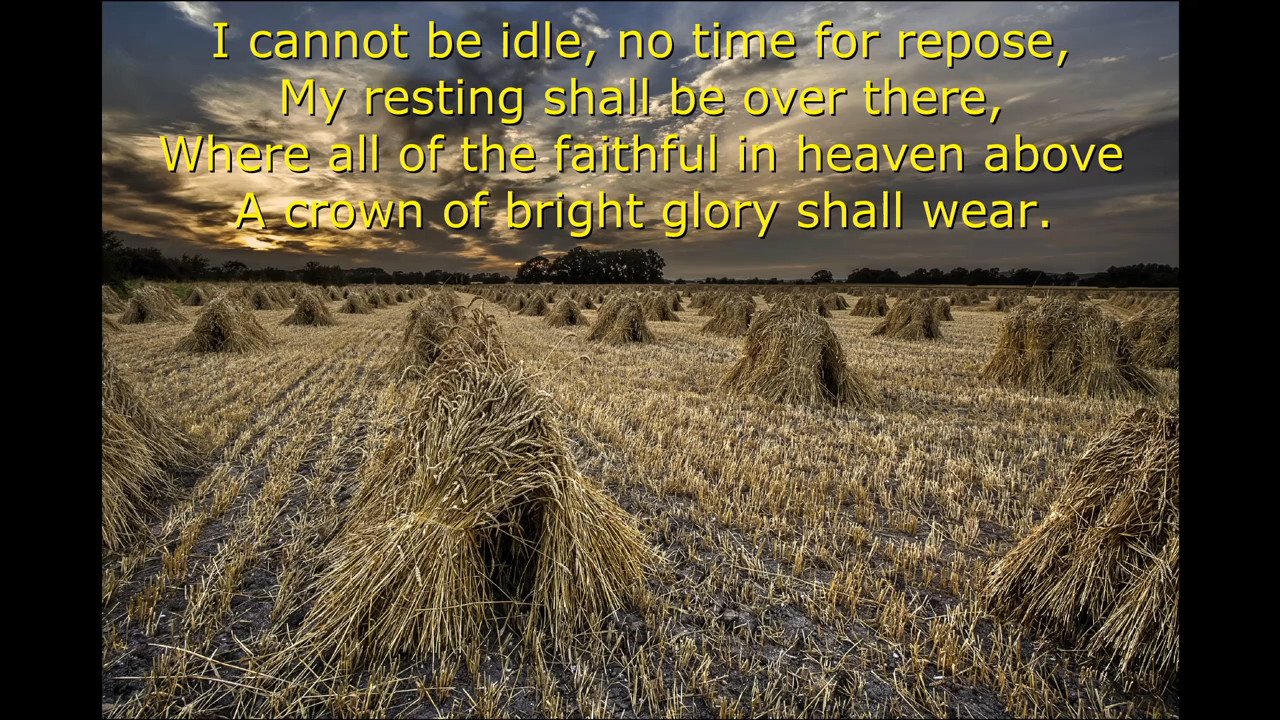 I cannot be idle, no time for repose,
My resting shall be over there,
Where all of the faithful in heaven above
A crown of bright glory shall wear.